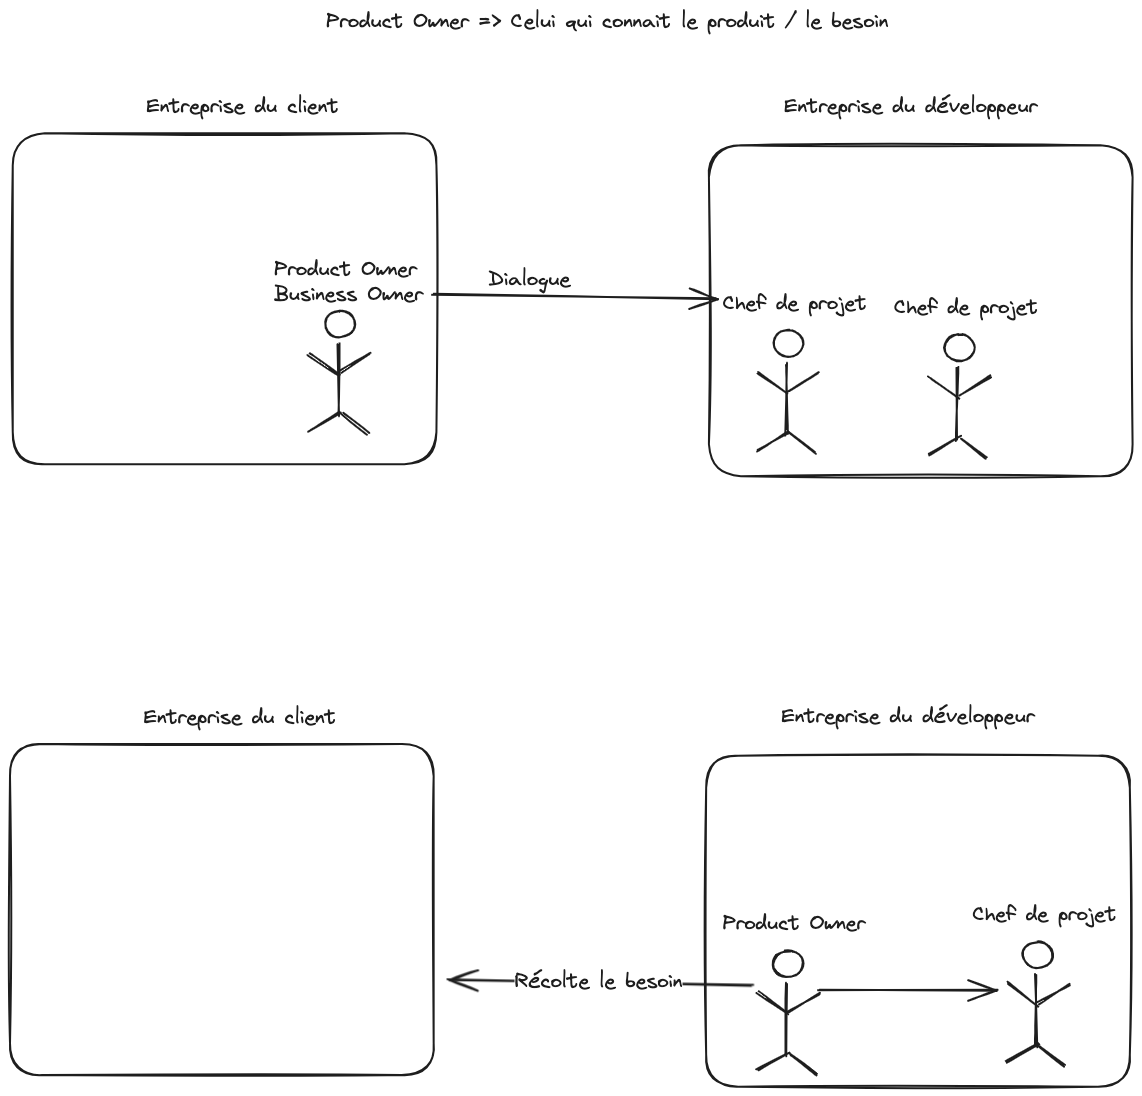 Product Owner => Celui qui connait le produit / le besoin
Entreprise du client
Entreprise du développeur
Product Owner
Business Owner
Dialogue
Chef de projet
Chef de projet
Entreprise du client
Entreprise du développeur
Product Owner
Chef de projet
Récolte le besoin